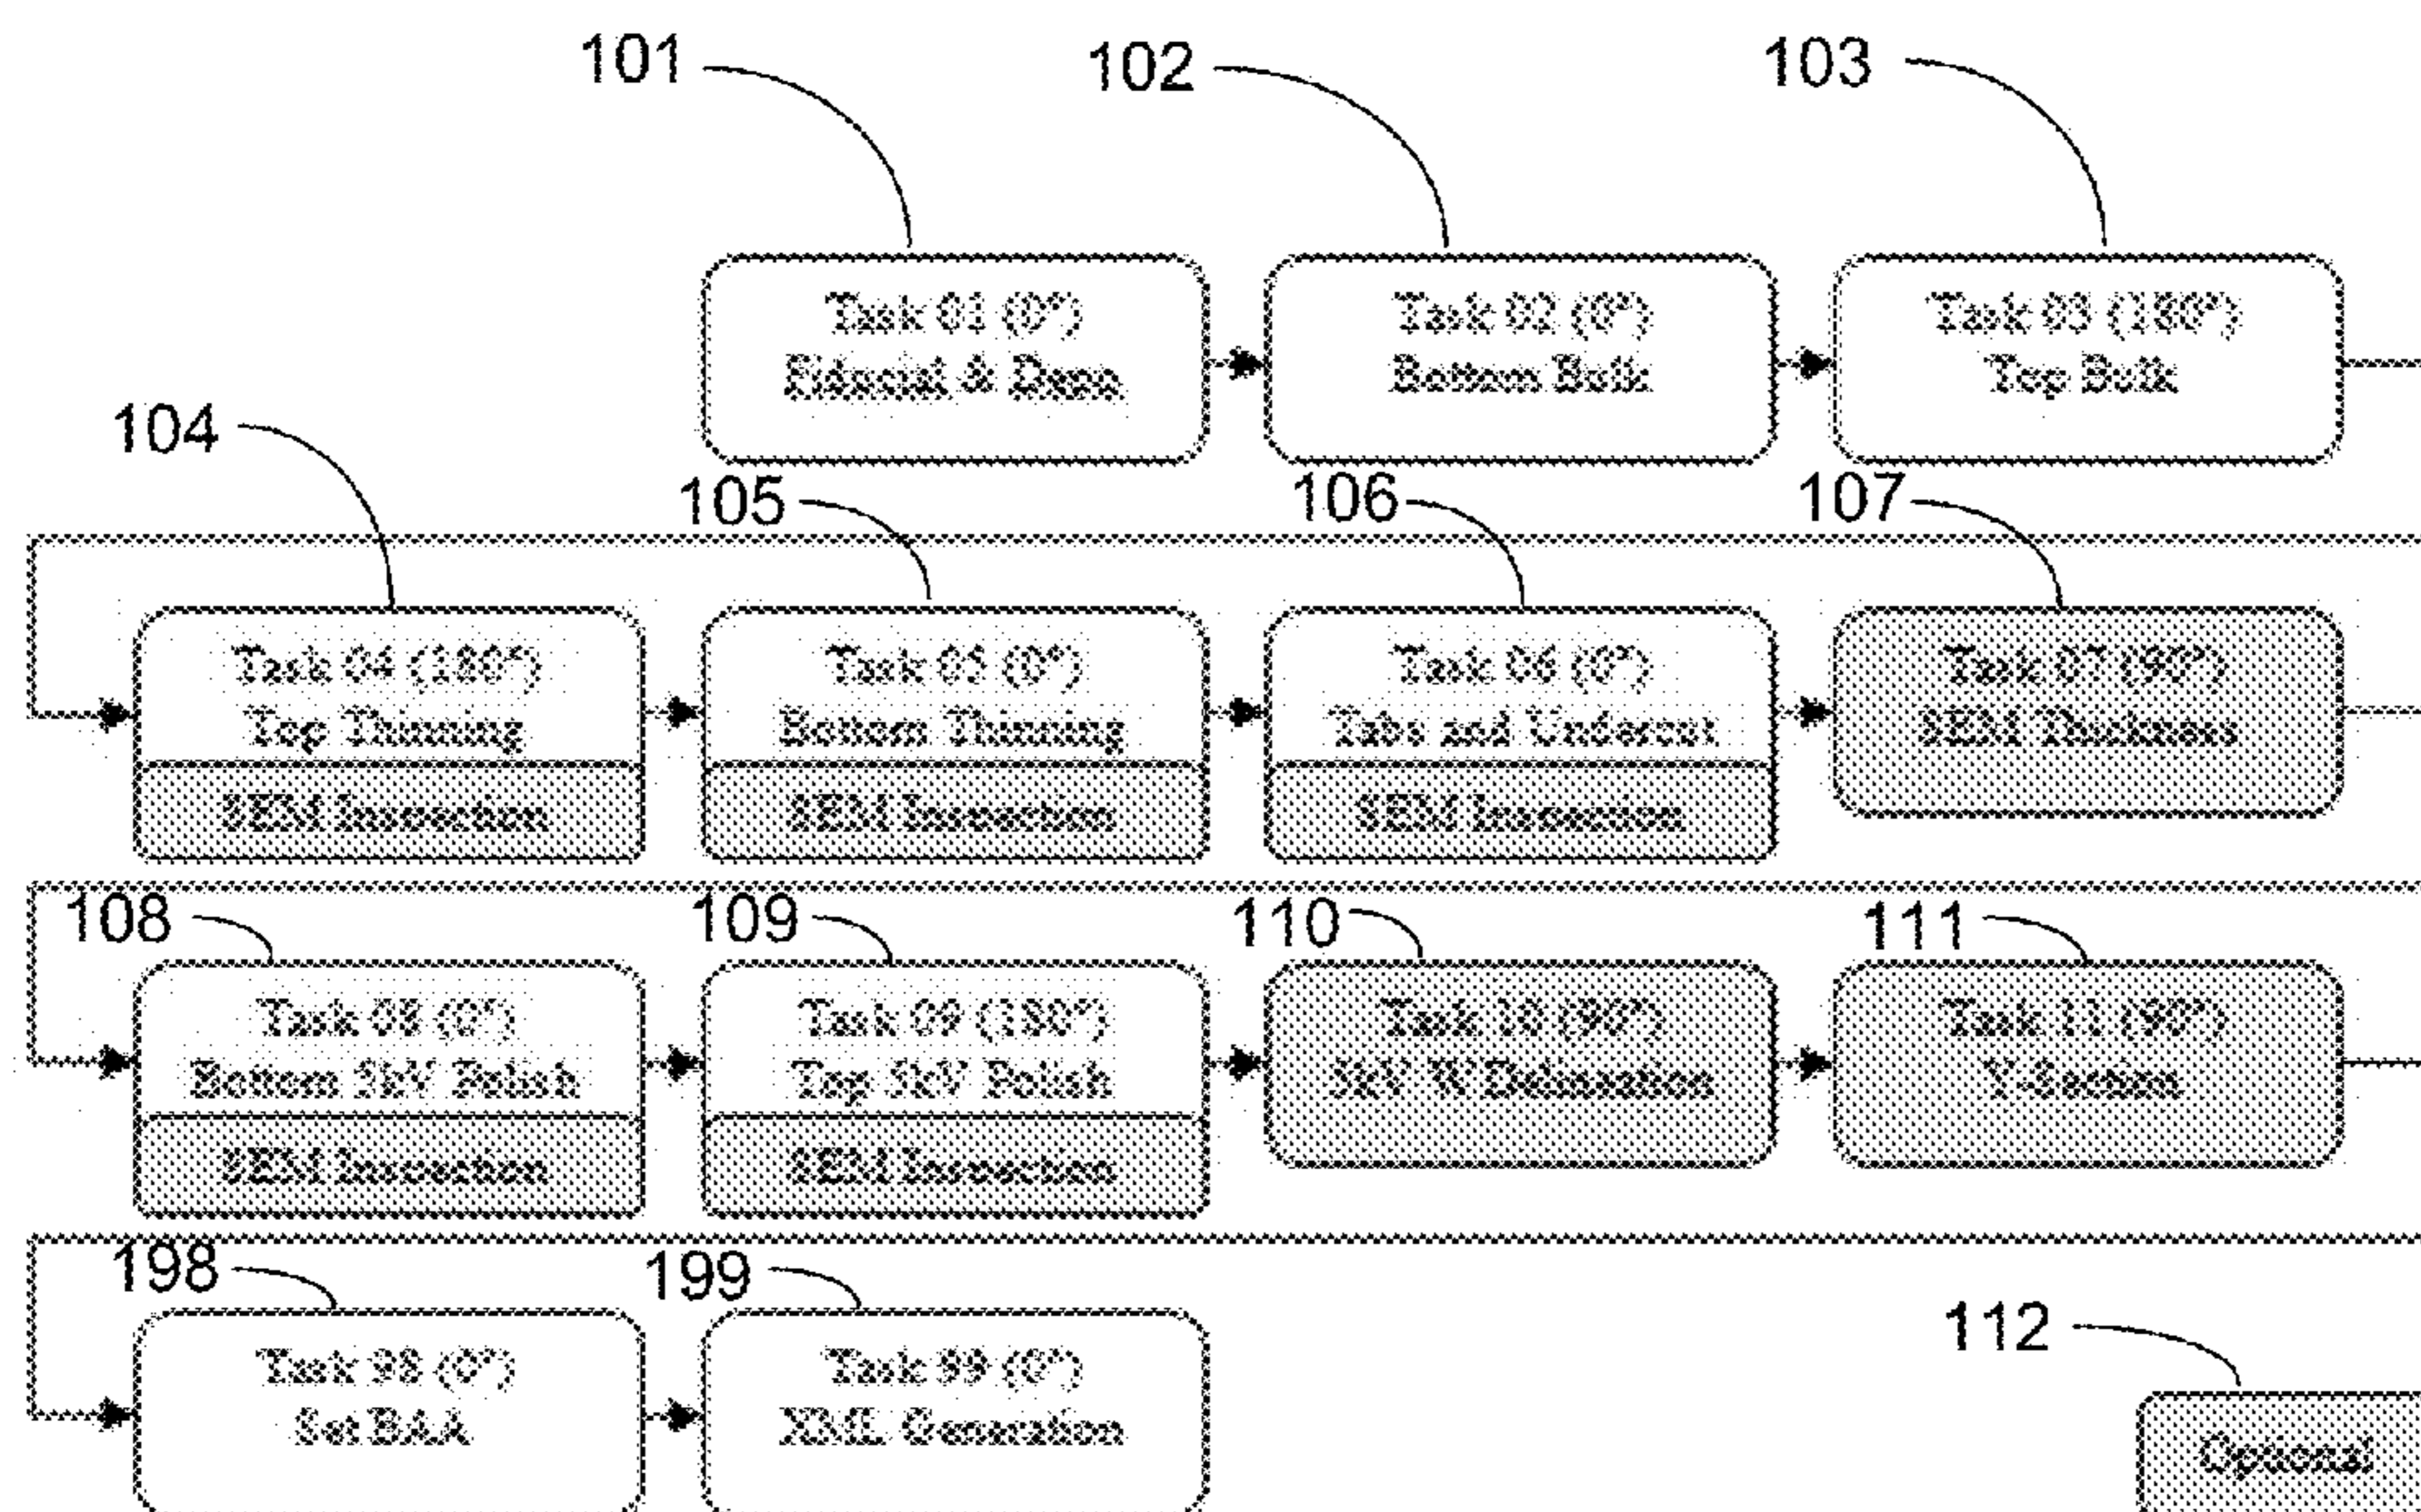 101
102
103
Task 01 (0°)
Fiducial & Depo
Task 02 (0°)
Bottom Bulk
Task 03 (180°)
Top Bulk
104
105
106
107
Task 04 (180°)
Top Thinning
SEM Inspection
Task 05 (0°)
Bottom Thinning
SEM Inspection
Task 06 (0°)
Tabs and Undercut
SEM Inspection
Task 07 (90°)
SEM Thickness
108
109
110
111
Task 08 (0°)
Bottom 5kV Polish
SEM Inspection
Task 09 (180°)
Top 5kV Polish
SEM Inspection
Task 10 (90°)
5kV W Delineation
Task 11 (90°)
Y-Section
198
199
Task 98 (0°)
Set BAA
Task 99 (0°)
XML Generation
112
Optional